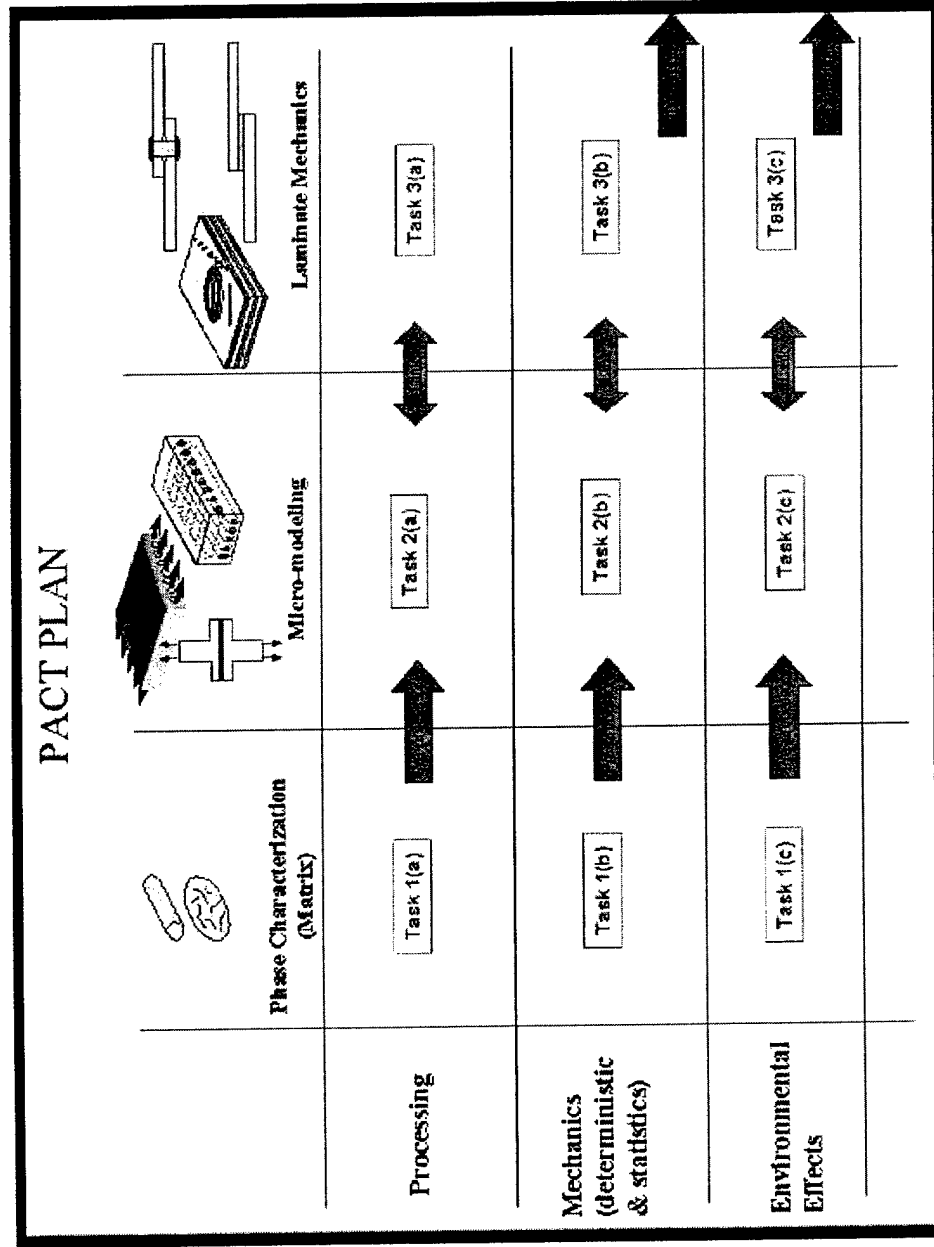 PACT PLAN
Phase Characterization
(Matrix)
Micro-modeling
Laminate Mechanics
Processing
Task 1(a)
Task 2(a)
Task 3(a)
Mechanics
(deterministic
& statistics)
Task 1(b)
Task 2(b)
Task 3(b)
Environmental
Effects
Task 1(c)
Task 2(c)
Task 3(c)